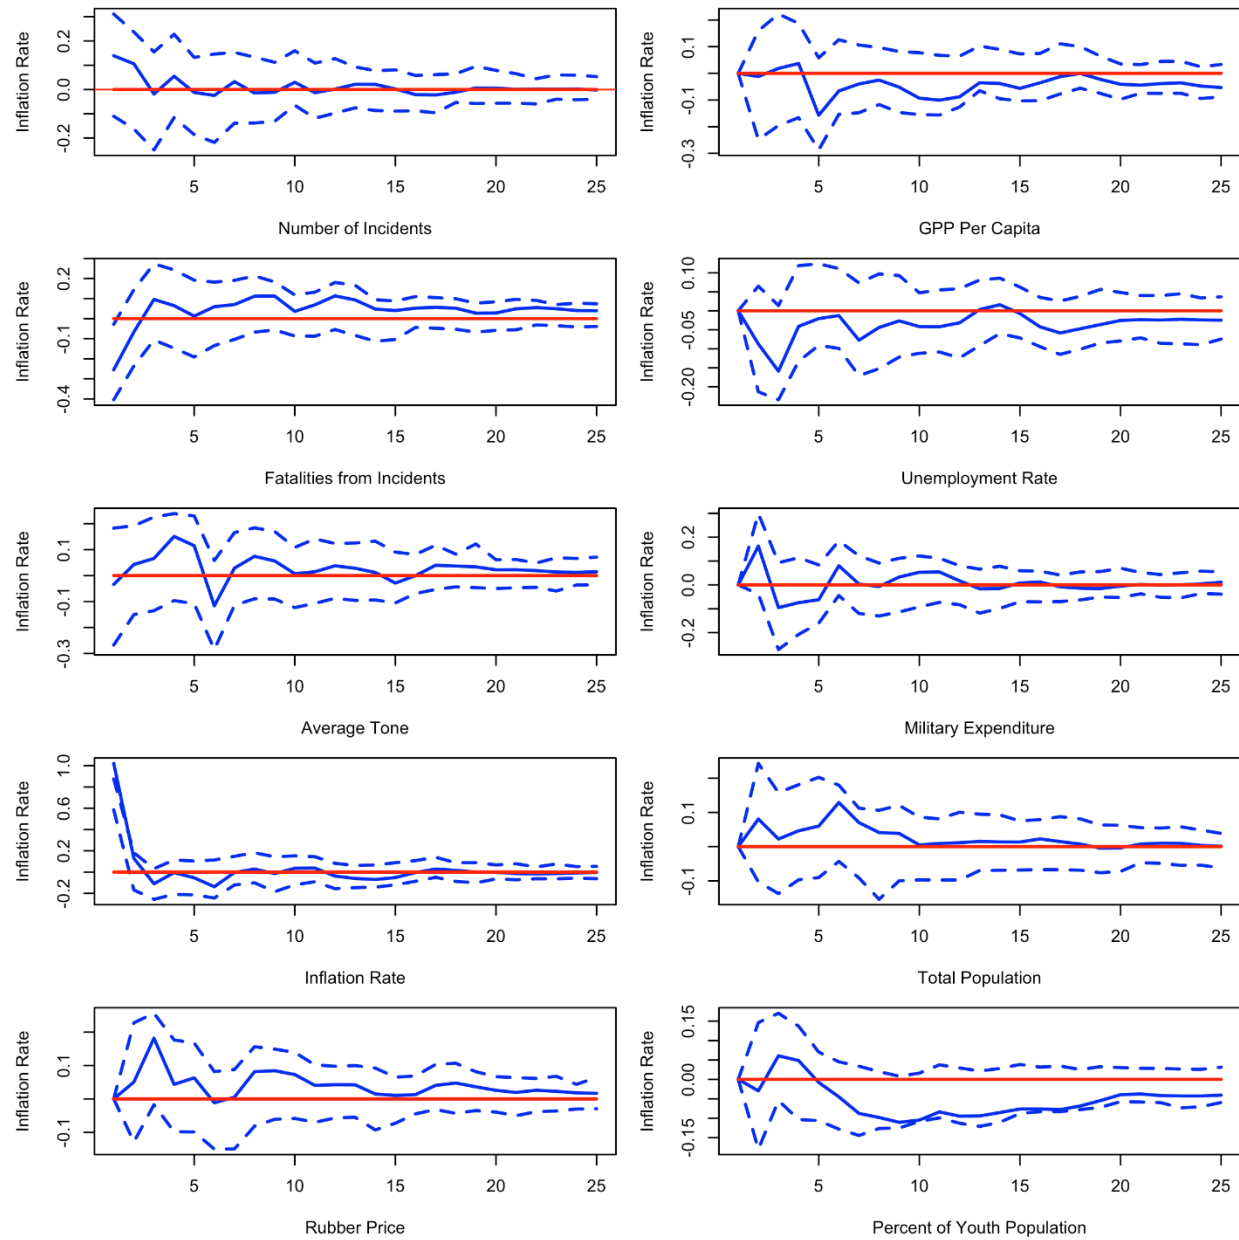 Inflation Rate
0.2
0.0
-0.2
5 10 15 20 25
Number of Incidents
Inflation Rate
0.1
-0.1
-0.3
5 10 15 20 25
GPP Per Capita
Inflation Rate
0.2
-0.1
-0.4
5 10 15 20 25
Fatalities from Incidents
Inflation Rate
0.10
-0.05
-0.20
5 10 15 20 25
Unemployment Rate
Inflation Rate
0.1
-0.1
-0.3
5 10 15 20 25
Average Tone
Inflation Rate
0.2
0.0
-0.2
5 10 15 20 25
Military Expenditure
Inflation Rate
1.0
0.6
0.2
-0.2
5 10 15 20 25
Inflation Rate
Inflation Rate
0.1
-0.1
5 10 15 20 25
Total Population
Inflation Rate
0.1
-0.1
5 10 15 20 25
Rubber Price
Inflation Rate
0.15
0.00
-0.15
5 10 15 20 25
Percent of Youth Population